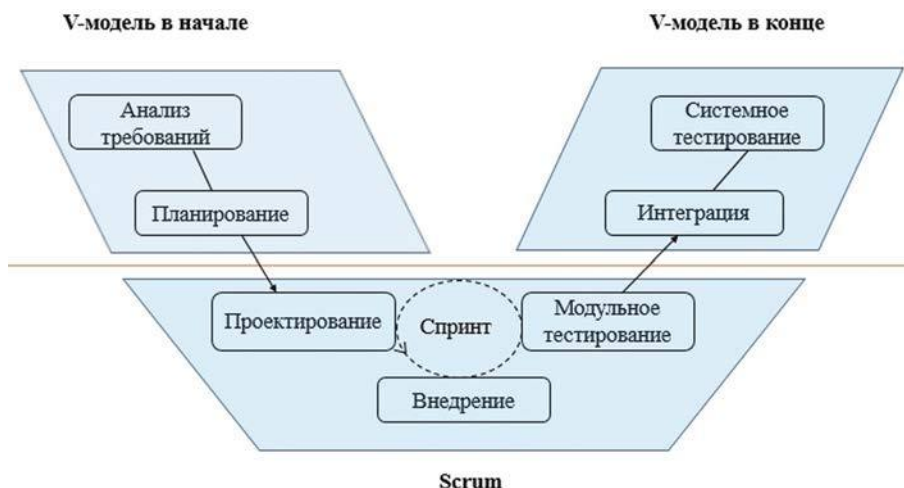 V-модель в начале
V-модель в конце
Анализ
требований
Системное
тестирование
Планирование
Интеграция
Проектирование
Спринт
Модульное
тестирование
Внедрение
Scrum